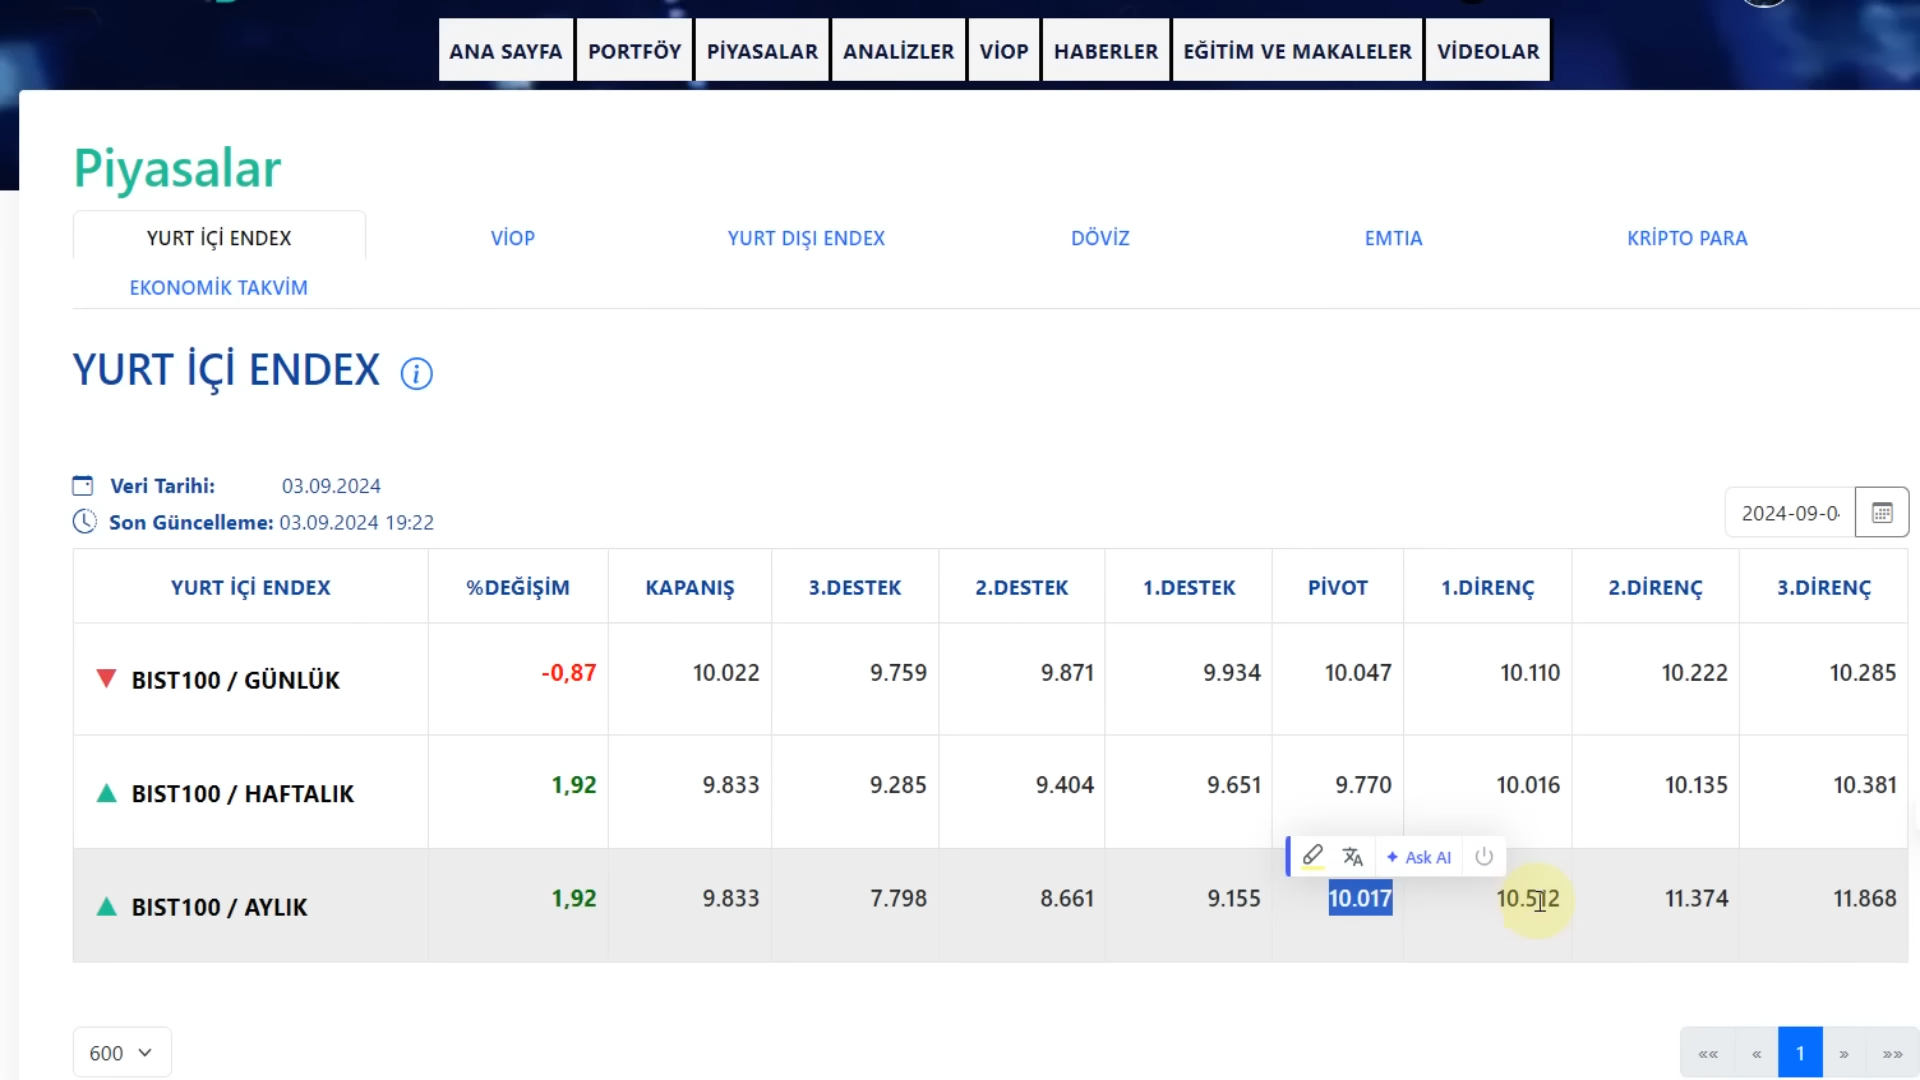 ANA SAYFA PORTFÖY PİYASALAR ANALİZLER VİOP HABERLER EĞİTİM VE MAKALELER VİDEOLAR
Piyasalar
YURT İÇİ ENDEX VİOP YURT DIŞI ENDEX DÖVİZ EMTIA KRİPTO PARA
EKONOMİK TAKVİM
YURT İÇİ ENDEX
Veri Tarihi: 03.09.2024
Son Güncelleme: 03.09.2024 19:22
2024-09-0
YURT İÇİ ENDEX %DEĞİŞİM KAPANIŞ 3.DESTEK 2.DESTEK 1.DESTEK PİVOT 1.DİRENÇ 2.DİRENÇ 3.DİRENÇ
BIST100 / GÜNLÜK -0,87 10.022 9.759 9.871 9.934 10.047 10.110 10.222 10.285
BIST100 / HAFTALIK 1,92 9.833 9.285 9.404 9.651 9.770 10.016 10.135 10.381
Ask AI
BIST100 / AYLIK 1,92 9.833 7.798 8.661 9.155 10.017 10.512 11.374 11.868
600
«« « 1 » »»